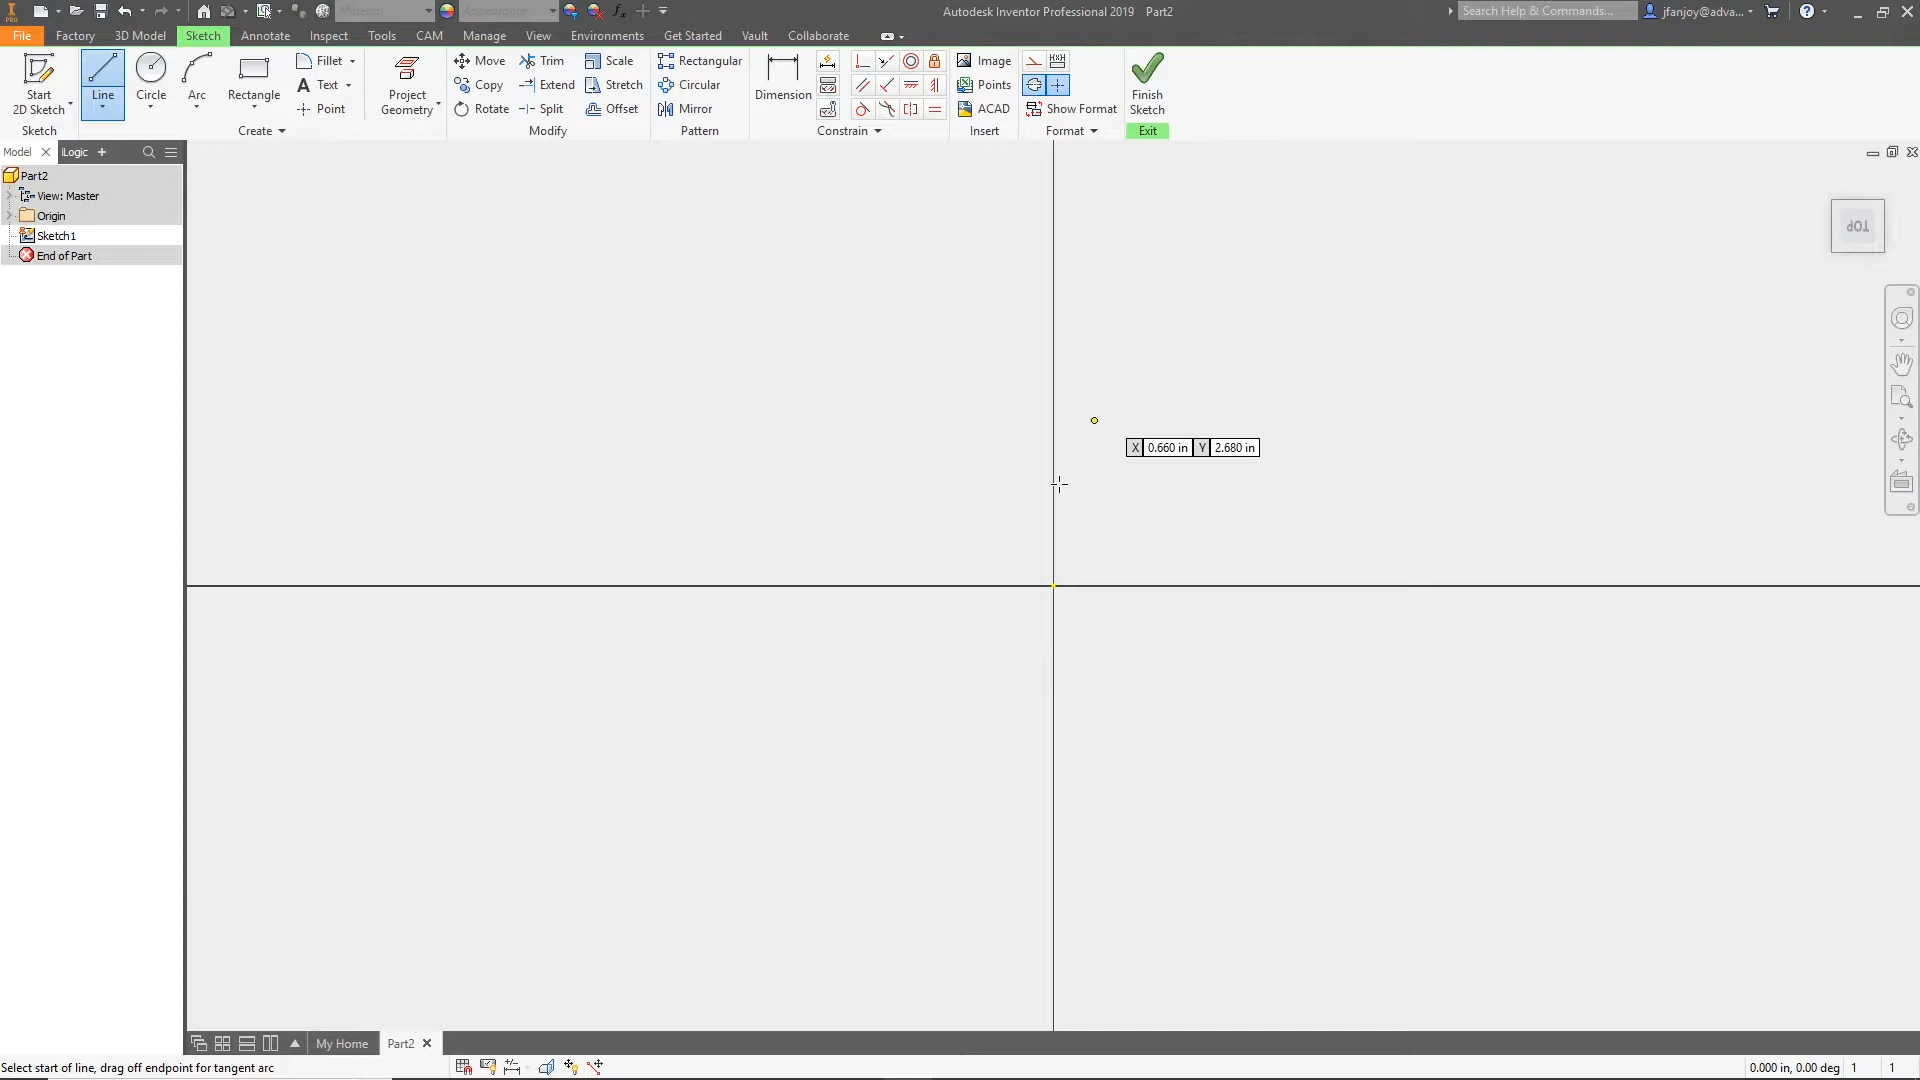 PRO Material Appearance fx Autodesk Inventor Professional 2019 Part2 Search Help & Commands... jfanjoy@adva... ?
File Factory 3D Model Sketch Annotate Inspect Tools CAM Manage View Environments Get Started Vault Collaborate
Start 2D Sketch
Line
Circle
Arc
Rectangle
Fillet
A Text
Point
Project Geometry
Move Trim Scale
Copy Extend Stretch
Rotate Split Offset
Rectangular
Circular
Mirror
Dimension
Image
Points
ACAD
Show Format
Finish Sketch
Sketch Create Modify Pattern Constrain Insert Format Exit
Model iLogic +
Part2
View: Master
Origin
Sketch1
End of Part
TOP
X 0.660 in Y 2.680 in
My Home Part2
Select start of line, drag off endpoint for tangent arc 0.000 in, 0.00 deg 1 1